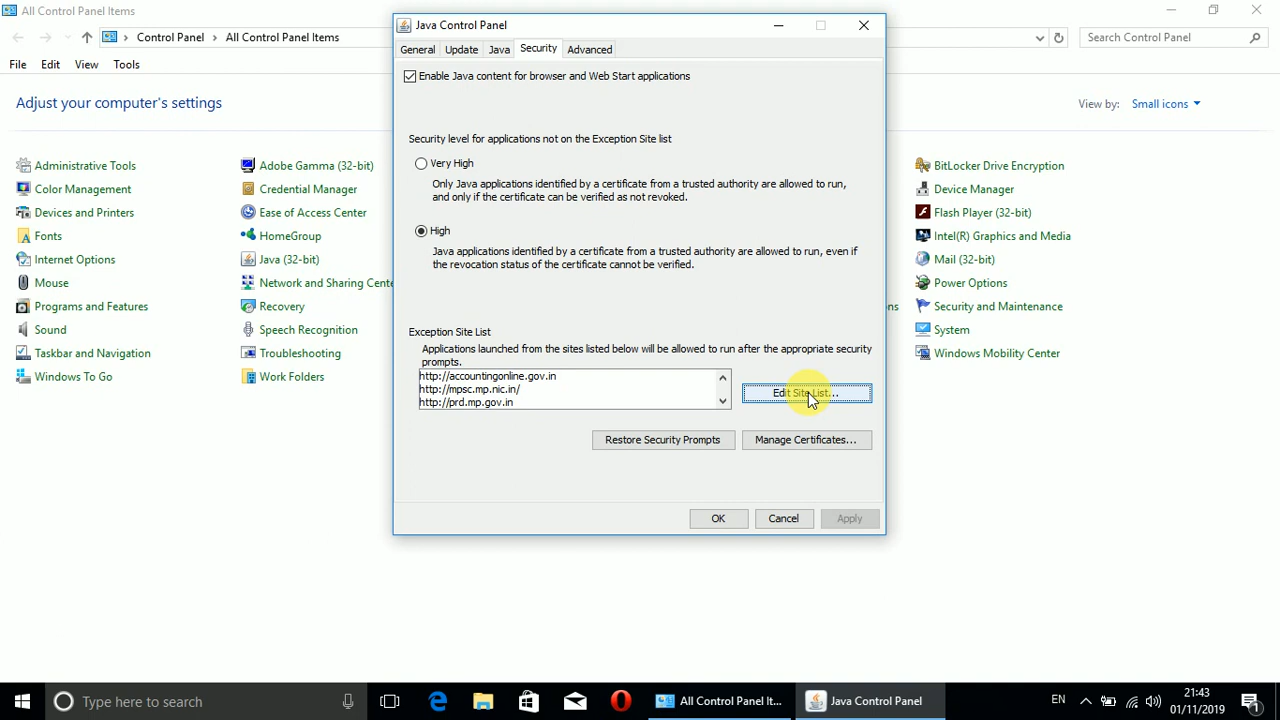 All Control Panel Items
Control Panel
All Control Panel Items
Search Control Panel
File Edit View Tools
Adjust your computer's settings
View by: Small icons
Administrative Tools
Color Management
Devices and Printers
Fonts
Internet Options
Mouse
Programs and Features
Sound
Taskbar and Navigation
Windows To Go
Adobe Gamma (32-bit)
Credential Manager
Ease of Access Center
HomeGroup
Java (32-bit)
Network and Sharing Cente
Recovery
Speech Recognition
Troubleshooting
Work Folders
Java Control Panel
General Update Java Security Advanced
Enable Java content for browser and Web Start applications
Security level for applications not on the Exception Site list
Very High
Only Java applications identified by a certificate from a trusted authority are allowed to run,
and only if the certificate can be verified as not revoked.
High
Java applications identified by a certificate from a trusted authority are allowed to run, even if
the revocation status of the certificate cannot be verified.
Exception Site List
Applications launched from the sites listed below will be allowed to run after the appropriate security
prompts.
http://accountingonline.gov.in
http://mpsc.mp.nic.in/
http://prd.mp.gov.in
Edit Site List...
Restore Security Prompts
Manage Certificates...
OK
Cancel
Apply
BitLocker Drive Encryption
Device Manager
Flash Player (32-bit)
Intel(R) Graphics and Media
Mail (32-bit)
Power Options
ons
Security and Maintenance
System
Windows Mobility Center
Type here to search
All Control Panel It...
Java Control Panel
EN
21:43
01/11/2019
1